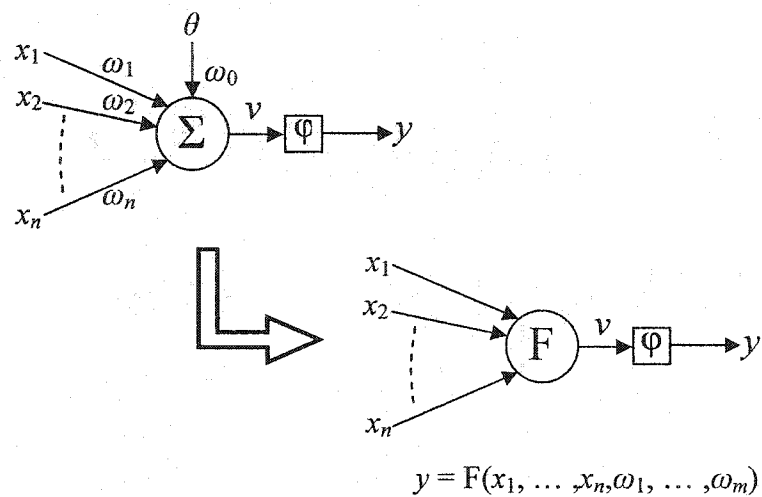 θ
x₁ ω₁ ω₀
x₂ ω₂ Σ v φ y
ωₙ
xₙ
x₁
x₂ F v φ y
xₙ
y = F(x₁, … ,xₙ,ω₁, … ,ωₘ)